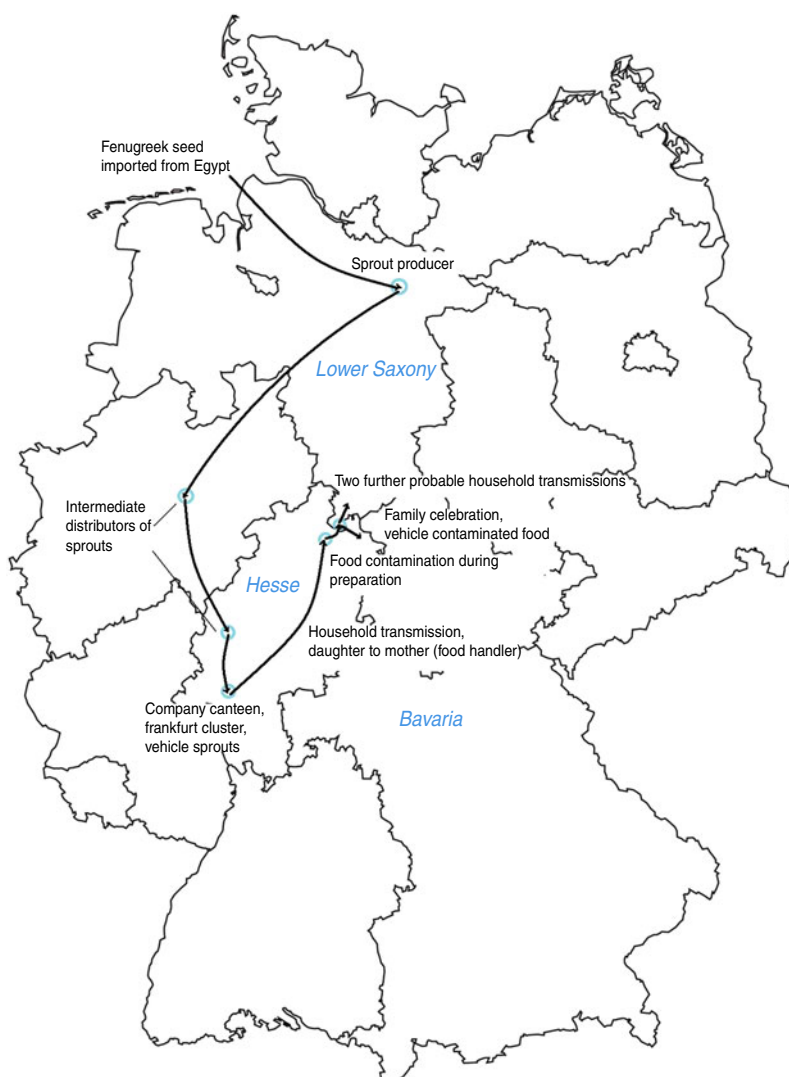 Fenugreek seed
imported from Egypt
Sprout producer
Lower Saxony
Two further probable household transmissions
Intermediate
distributors of
sprouts
Family celebration,
vehicle contaminated food
Food contamination during
preparation
Hesse
Household transmission,
daughter to mother (food handler)
Company canteen,
frankfurt cluster,
vehicle sprouts
Bavaria